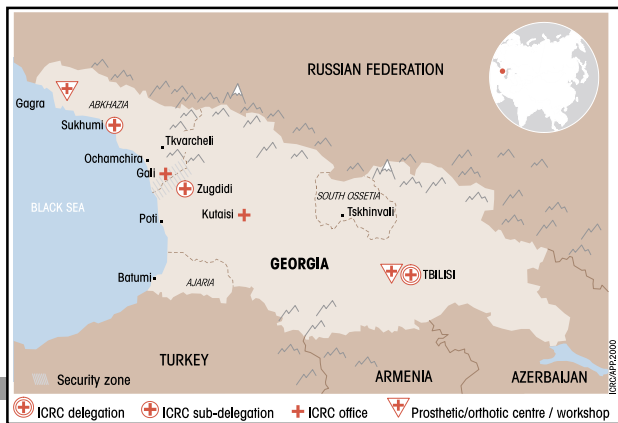 RUSSIAN FEDERATION
Gagra
ABKHAZIA
Sukhumi
Tkvarcheli
Ochamchira
Gali
Zugdidi
SOUTH OSSETIA
BLACK SEA
Poti
Kutaisi
Tskhinvali
GEORGIA
Batumi
AJARIA
TBILISI
TURKEY
ARMENIA
AZERBAIJAN
Security zone
ICRC/APP.2000
ICRC delegation
ICRC sub-delegation
ICRC office
Prosthetic/orthotic centre / workshop